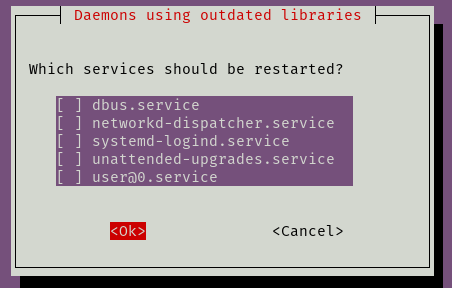 Daemons using outdated libraries
Which services should be restarted?
[ ] dbus.service
[ ] networkd-dispatcher.service
[ ] systemd-logind.service
[ ] unattended-upgrades.service
[ ] user@0.service
<Ok> <Cancel>